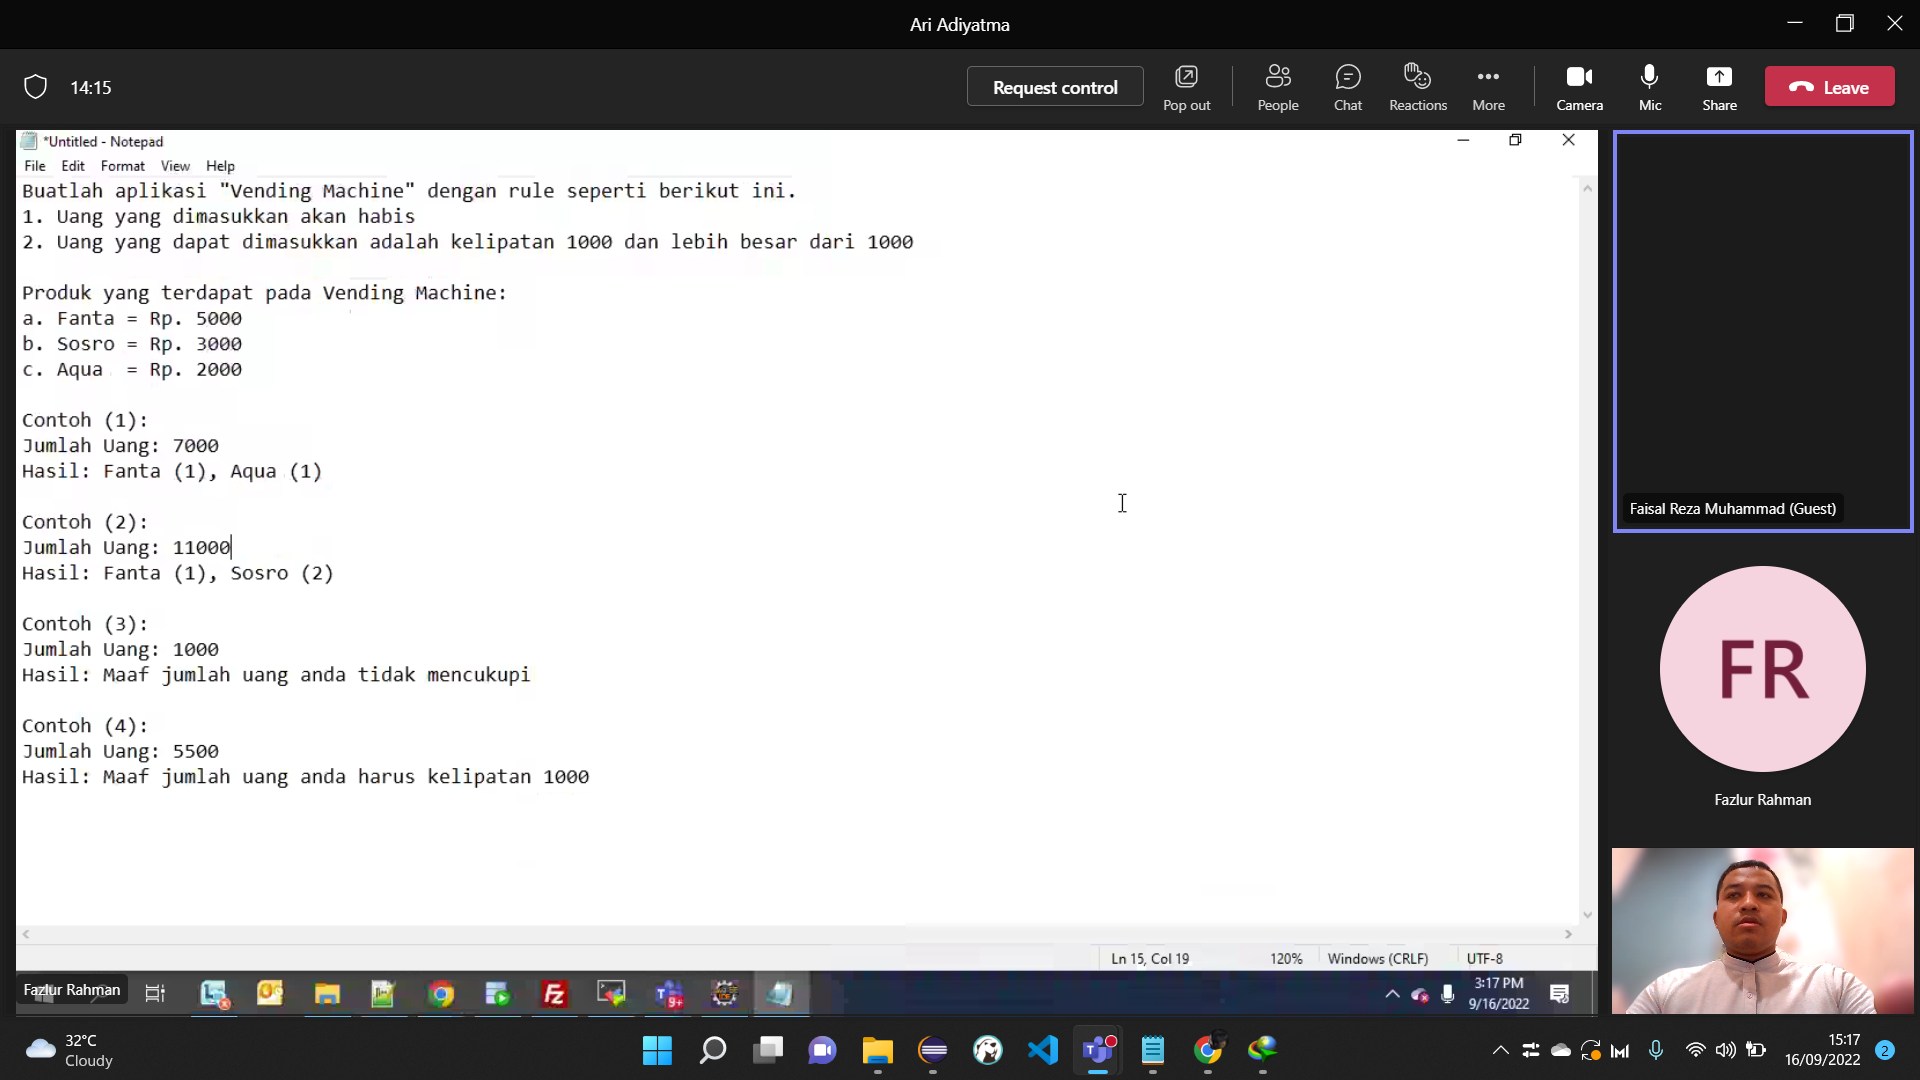 Ari Adiyatma
14:15
Request control
Pop out
People
Chat
Reactions
More
Camera
Mic
Share
Leave
*Untitled - Notepad
File Edit Format View Help
Buatlah aplikasi "Vending Machine" dengan rule seperti berikut ini.
1. Uang yang dimasukkan akan habis
2. Uang yang dapat dimasukkan adalah kelipatan 1000 dan lebih besar dari 1000
Produk yang terdapat pada Vending Machine:
a. Fanta = Rp. 5000
b. Sosro = Rp. 3000
c. Aqua = Rp. 2000
Contoh (1):
Jumlah Uang: 7000
Hasil: Fanta (1), Aqua (1)
Contoh (2):
Jumlah Uang: 11000
Hasil: Fanta (1), Sosro (2)
Contoh (3):
Jumlah Uang: 1000
Hasil: Maaf jumlah uang anda tidak mencukupi
Contoh (4):
Jumlah Uang: 5500
Hasil: Maaf jumlah uang anda harus kelipatan 1000
Ln 15, Col 19
120%
Windows (CRLF)
UTF-8
Fazlur Rahman
Fz
9+
3:17 PM
9/16/2022
Faisal Reza Muhammad (Guest)
FR
Fazlur Rahman
32°C
Cloudy
15:17
16/09/2022
2